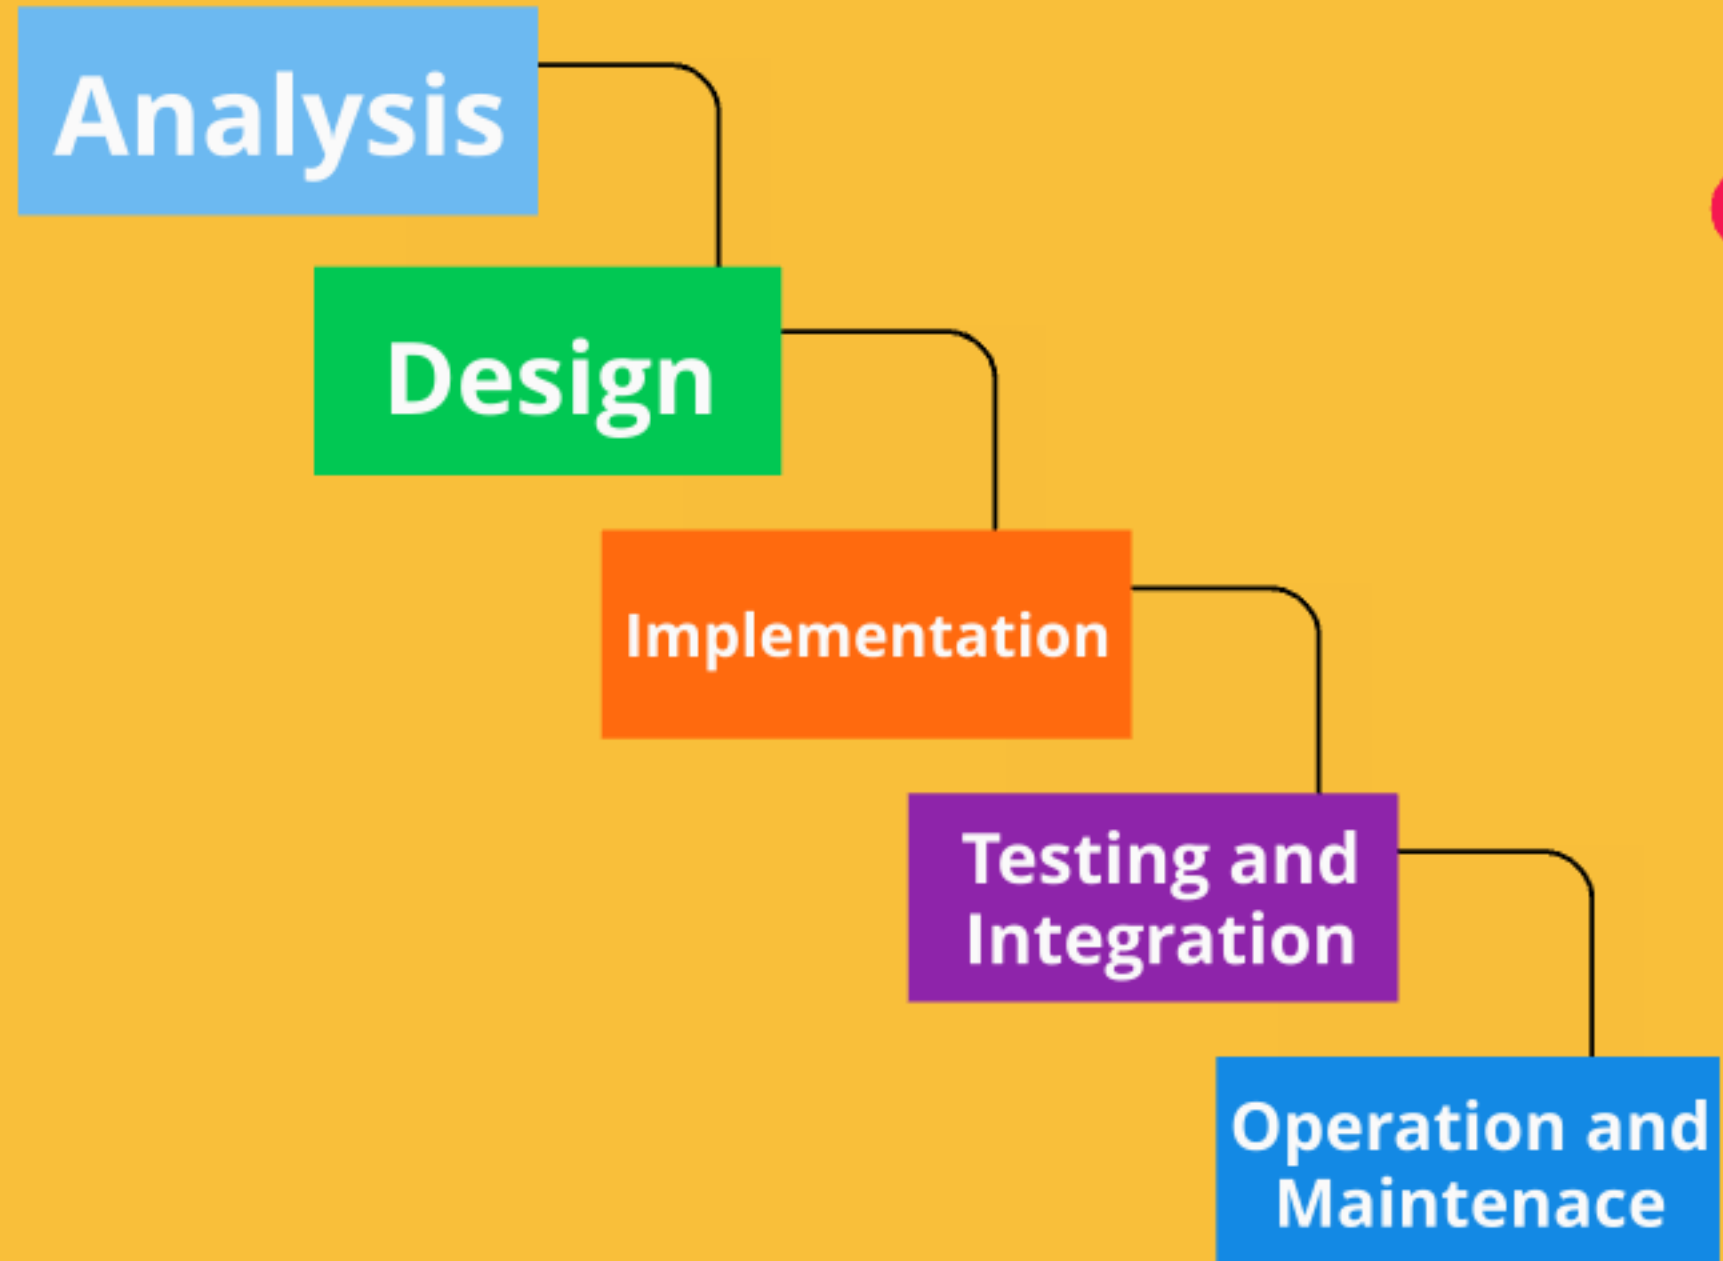 Analysis
Design
Implementation
Testing and
Integration
Operation and
Maintenace